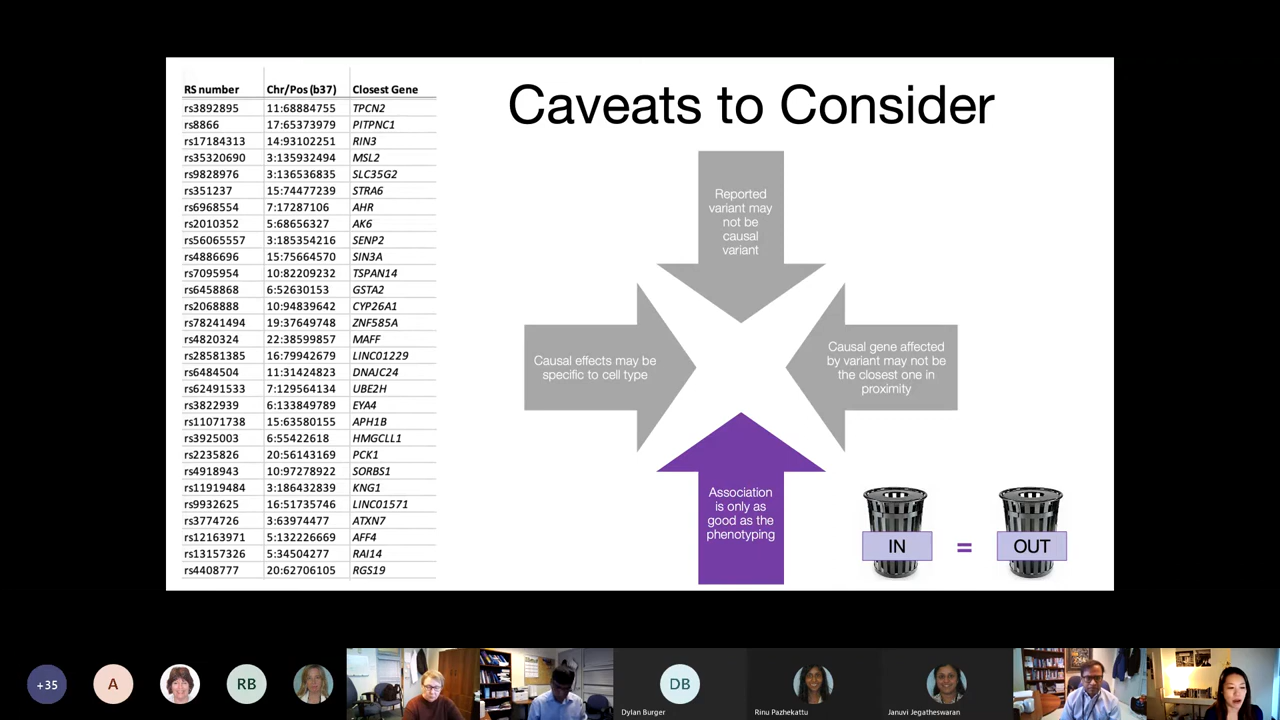 RS number Chr/Pos (b37) Closest Gene
rs3892895 11:68884755 TPCN2
rs8866 17:65373979 PITPNC1
rs17184313 14:93102251 RIN3
rs35320690 3:135932494 MSL2
rs9828976 3:136536835 SLC35G2
rs351237 15:74477239 STRA6
rs6968554 7:17287106 AHR
rs2010352 5:68656327 AK6
rs56065557 3:185354216 SENP2
rs4886696 15:75664570 SIN3A
rs7095954 10:82209232 TSPAN14
rs6458868 6:52630153 GSTA2
rs2068888 10:94839642 CYP26A1
rs78241494 19:37649748 ZNF585A
rs4820324 22:38599857 MAFF
rs28581385 16:79942679 LINC01229
rs6484504 11:31424823 DNAJC24
rs62491533 7:129564134 UBE2H
rs3822939 6:133849789 EYA4
rs11071738 15:63580155 APH1B
rs3925003 6:55422618 HMGCLL1
rs2235826 20:56143169 PCK1
rs4918943 10:97278922 SORBS1
rs11919484 3:186432839 KNG1
rs9932625 16:51735746 LINC01571
rs3774726 3:63974477 ATXN7
rs12163971 5:132226669 AFF4
rs13157326 5:34504277 RAI14
rs4408777 20:62706105 RGS19
Caveats to Consider
Reported
variant may
not be
causal
variant
Causal effects may be
specific to cell type
Causal gene affected
by variant may not be
the closest one in
proximity
Association
is only as
good as the
phenotyping
IN = OUT
+35
A
RB
DB
Dylan Burger
Rinu Pazhekattu
Januvi Jegatheswaran